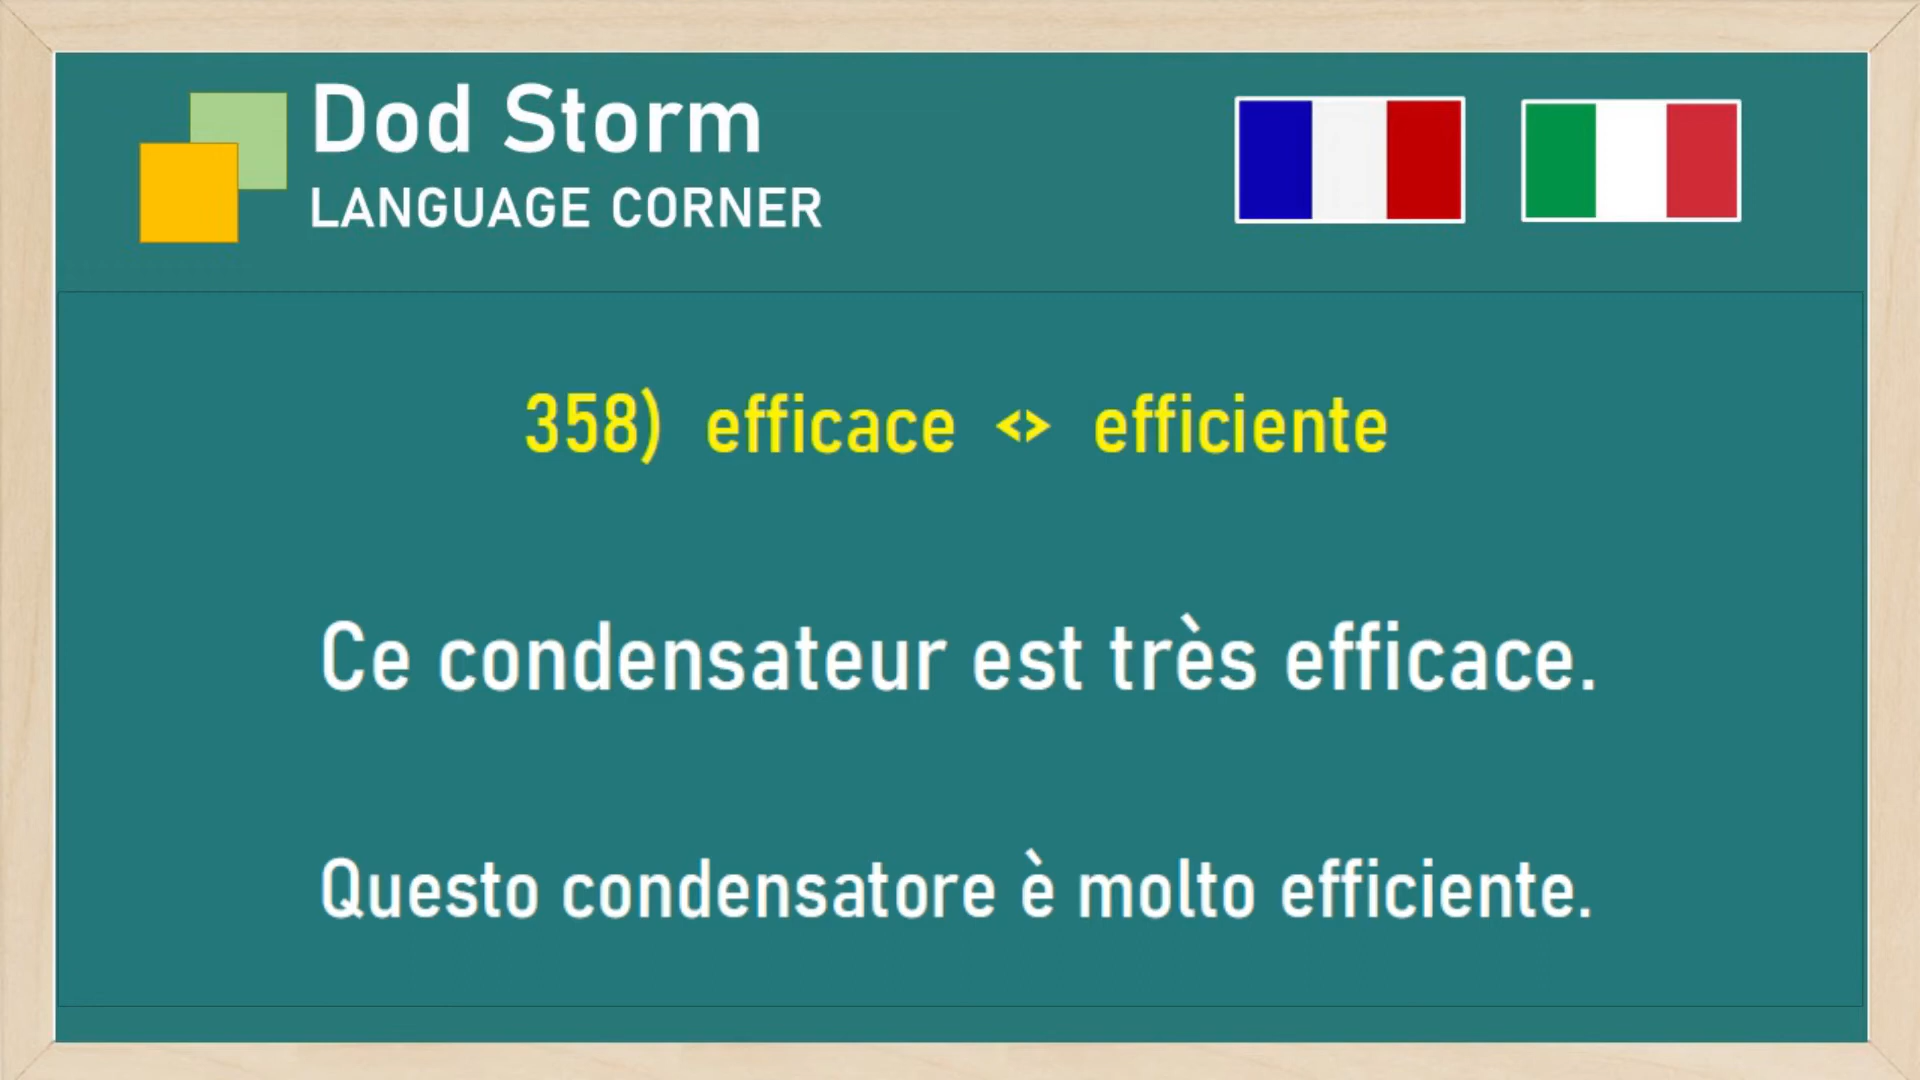 Dod Storm
LANGUAGE CORNER
358) efficace <> efficiente
Ce condensateur est très efficace.
Questo condensatore è molto efficiente.